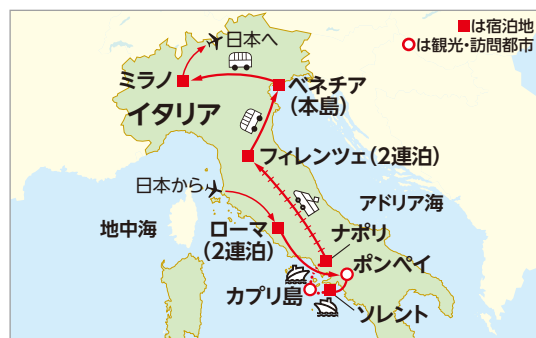 ■は宿泊地
○は観光・訪問都市
日本へ
ミラノ
ベネチア
(本島)
イタリア
フィレンツェ(2連泊)
日本から
アドリア海
地中海
ローマ
(2連泊)
ナポリ
ポンペイ
カプリ島
ソレント